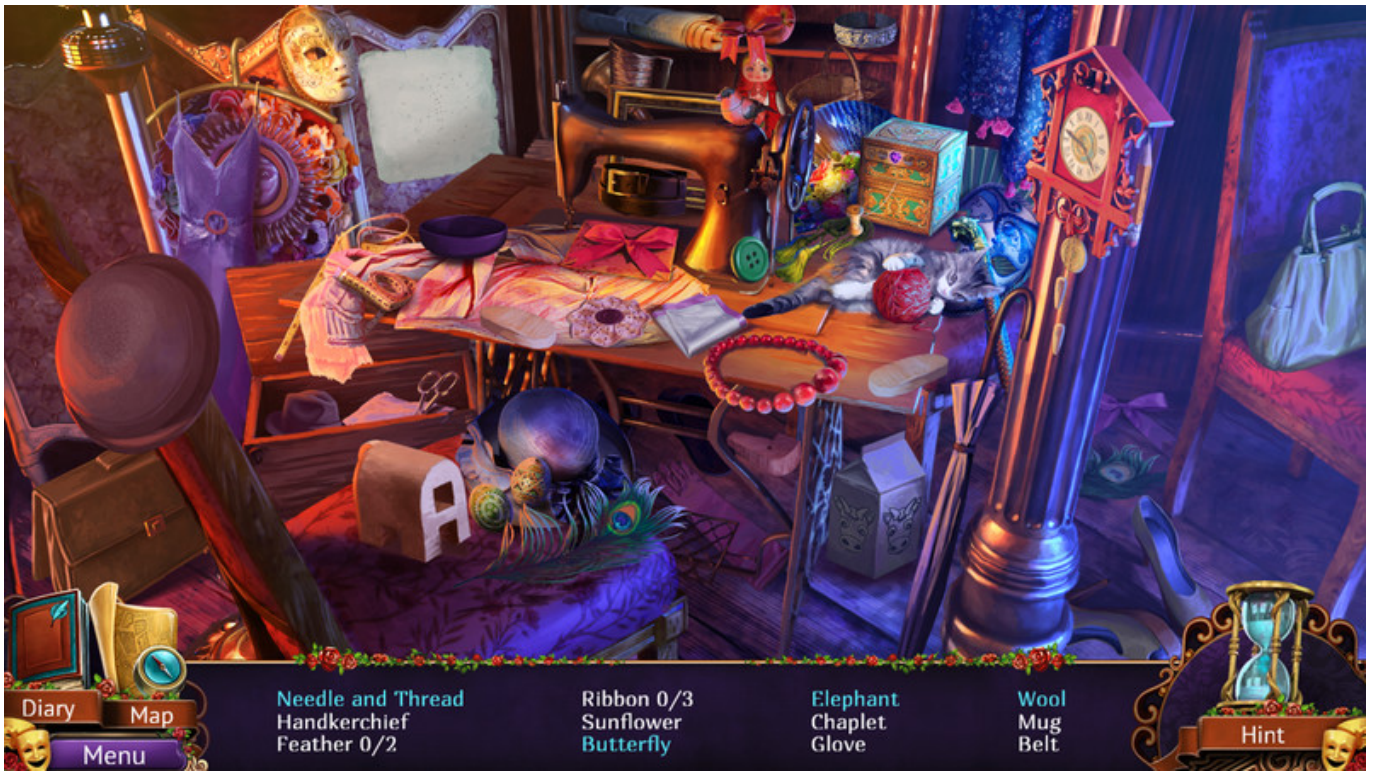 A
Needle and Thread
Handkerchief
Feather 0/2
Ribbon 0/3
Sunflower
Butterfly
Elephant
Chaplet
Glove
Wool
Mug
Belt
Diary
Map
Menu
Hint